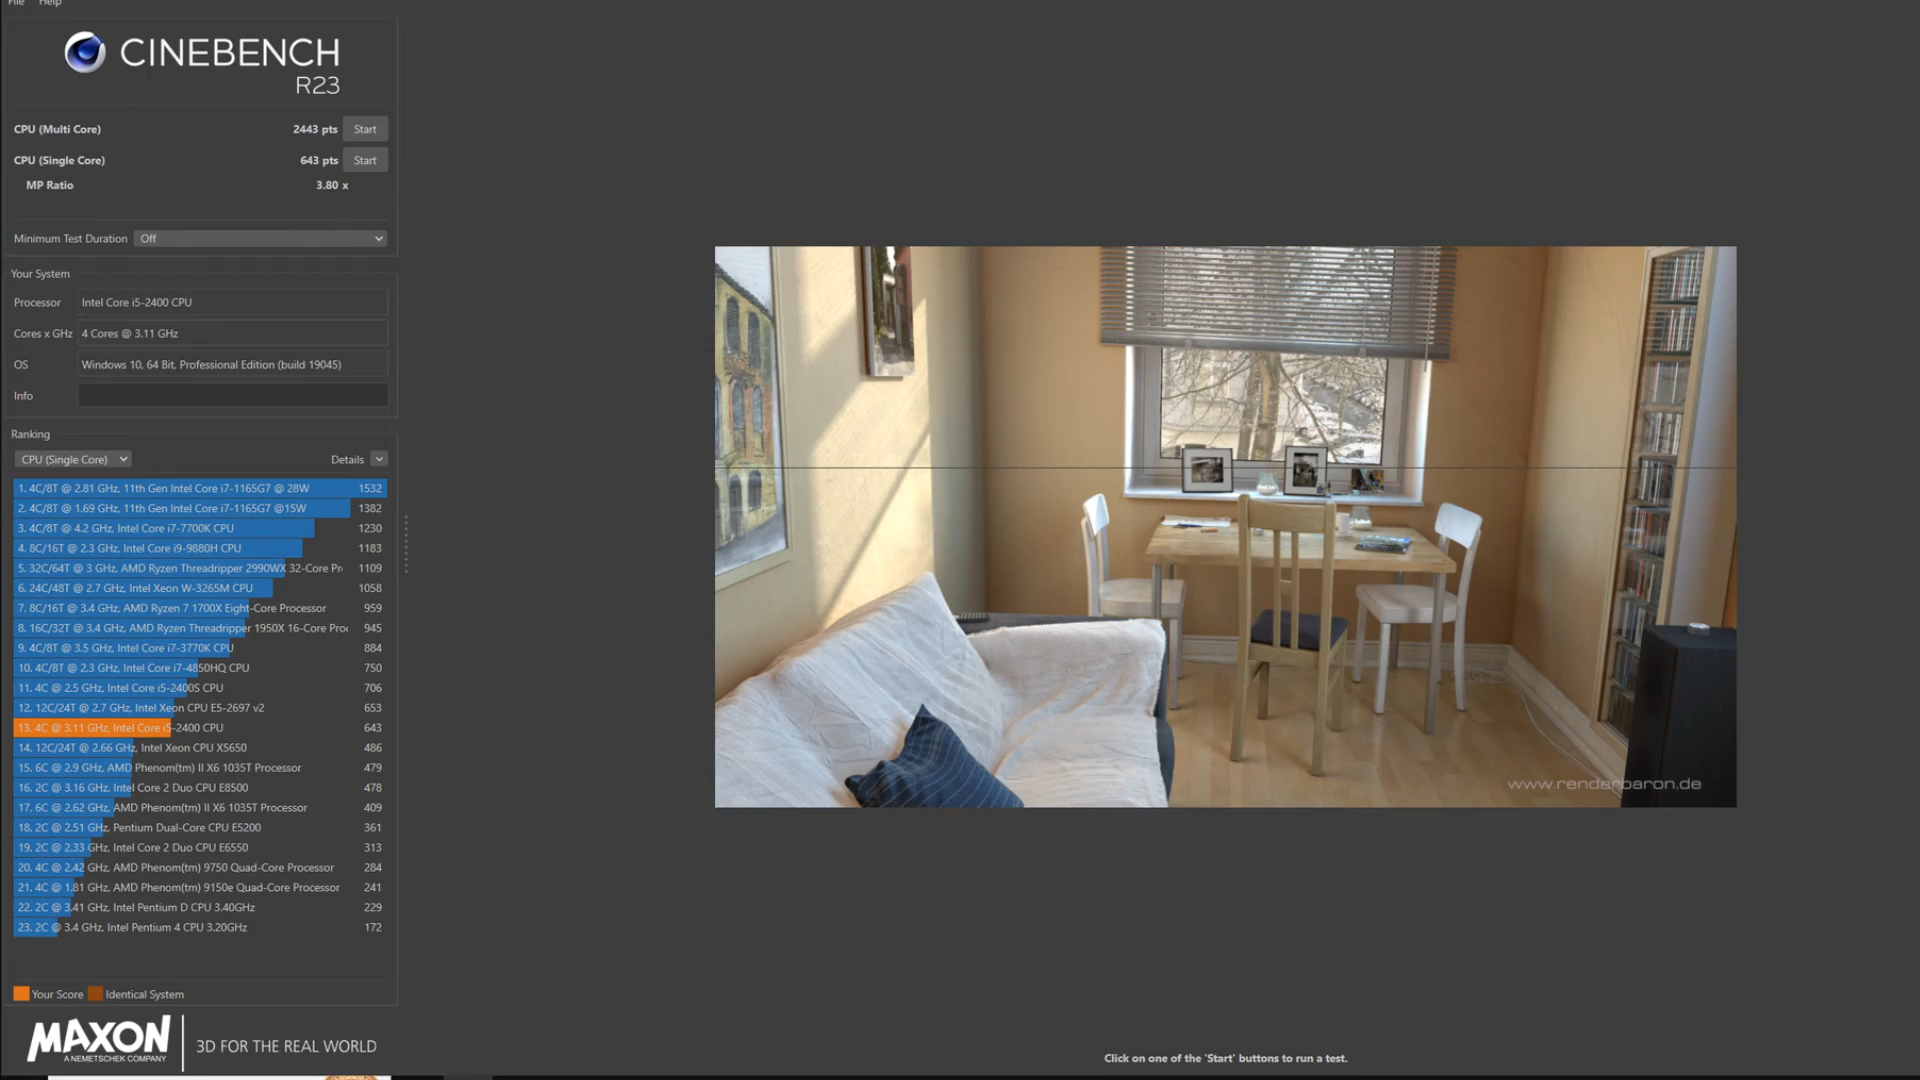 File Help
CINEBENCH
R23
CPU (Multi Core) 2443 pts Start
CPU (Single Core) 643 pts Start
MP Ratio 3.80 x
Minimum Test Duration Off
Your System
Processor Intel Core i5-2400 CPU
Cores x GHz 4 Cores @ 3.11 GHz
OS Windows 10, 64 Bit, Professional Edition (build 19045)
Info
Ranking
CPU (Single Core) Details
1. 4C/8T @ 2.81 GHz, 11th Gen Intel Core i7-1165G7 @ 28W 1532
2. 4C/8T @ 1.69 GHz, 11th Gen Intel Core i7-1165G7 @15W 1382
3. 4C/8T @ 4.2 GHz, Intel Core i7-7700K CPU 1230
4. 8C/16T @ 2.3 GHz, Intel Core i9-9880H CPU 1183
5. 32C/64T @ 3 GHz, AMD Ryzen Threadripper 2990WX 32-Core Pr 1109
6. 24C/48T @ 2.7 GHz, Intel Xeon W-3265M CPU 1058
7. 8C/16T @ 3.4 GHz, AMD Ryzen 7 1700X Eight-Core Processor 959
8. 16C/32T @ 3.4 GHz, AMD Ryzen Threadripper 1950X 16-Core Pro 945
9. 4C/8T @ 3.5 GHz, Intel Core i7-3770K CPU 884
10. 4C/8T @ 2.3 GHz, Intel Core i7-4850HQ CPU 750
11. 4C @ 2.5 GHz, Intel Core i5-2400S CPU 706
12. 12C/24T @ 2.7 GHz, Intel Xeon CPU E5-2697 v2 653
13. 4C @ 3.11 GHz, Intel Core i5-2400 CPU 643
14. 12C/24T @ 2.66 GHz, Intel Xeon CPU X5650 486
15. 6C @ 2.9 GHz, AMD Phenom(tm) II X6 1035T Processor 479
16. 2C @ 3.16 GHz, Intel Core 2 Duo CPU E8500 478
17. 6C @ 2.62 GHz, AMD Phenom(tm) II X6 1035T Processor 409
18. 2C @ 2.51 GHz, Pentium Dual-Core CPU E5200 361
19. 2C @ 2.33 GHz, Intel Core 2 Duo CPU E6550 313
20. 4C @ 2.42 GHz, AMD Phenom(tm) 9750 Quad-Core Processor 284
21. 4C @ 1.81 GHz, AMD Phenom(tm) 9150e Quad-Core Processor 241
22. 2C @ 3.41 GHz, Intel Pentium D CPU 3.40GHz 229
23. 2C @ 3.4 GHz, Intel Pentium 4 CPU 3.20GHz 172
Your Score Identical System
MAXON
A NEMETSCHEK COMPANY
3D FOR THE REAL WORLD
www.renderbaron.de
Click on one of the 'Start' buttons to run a test.